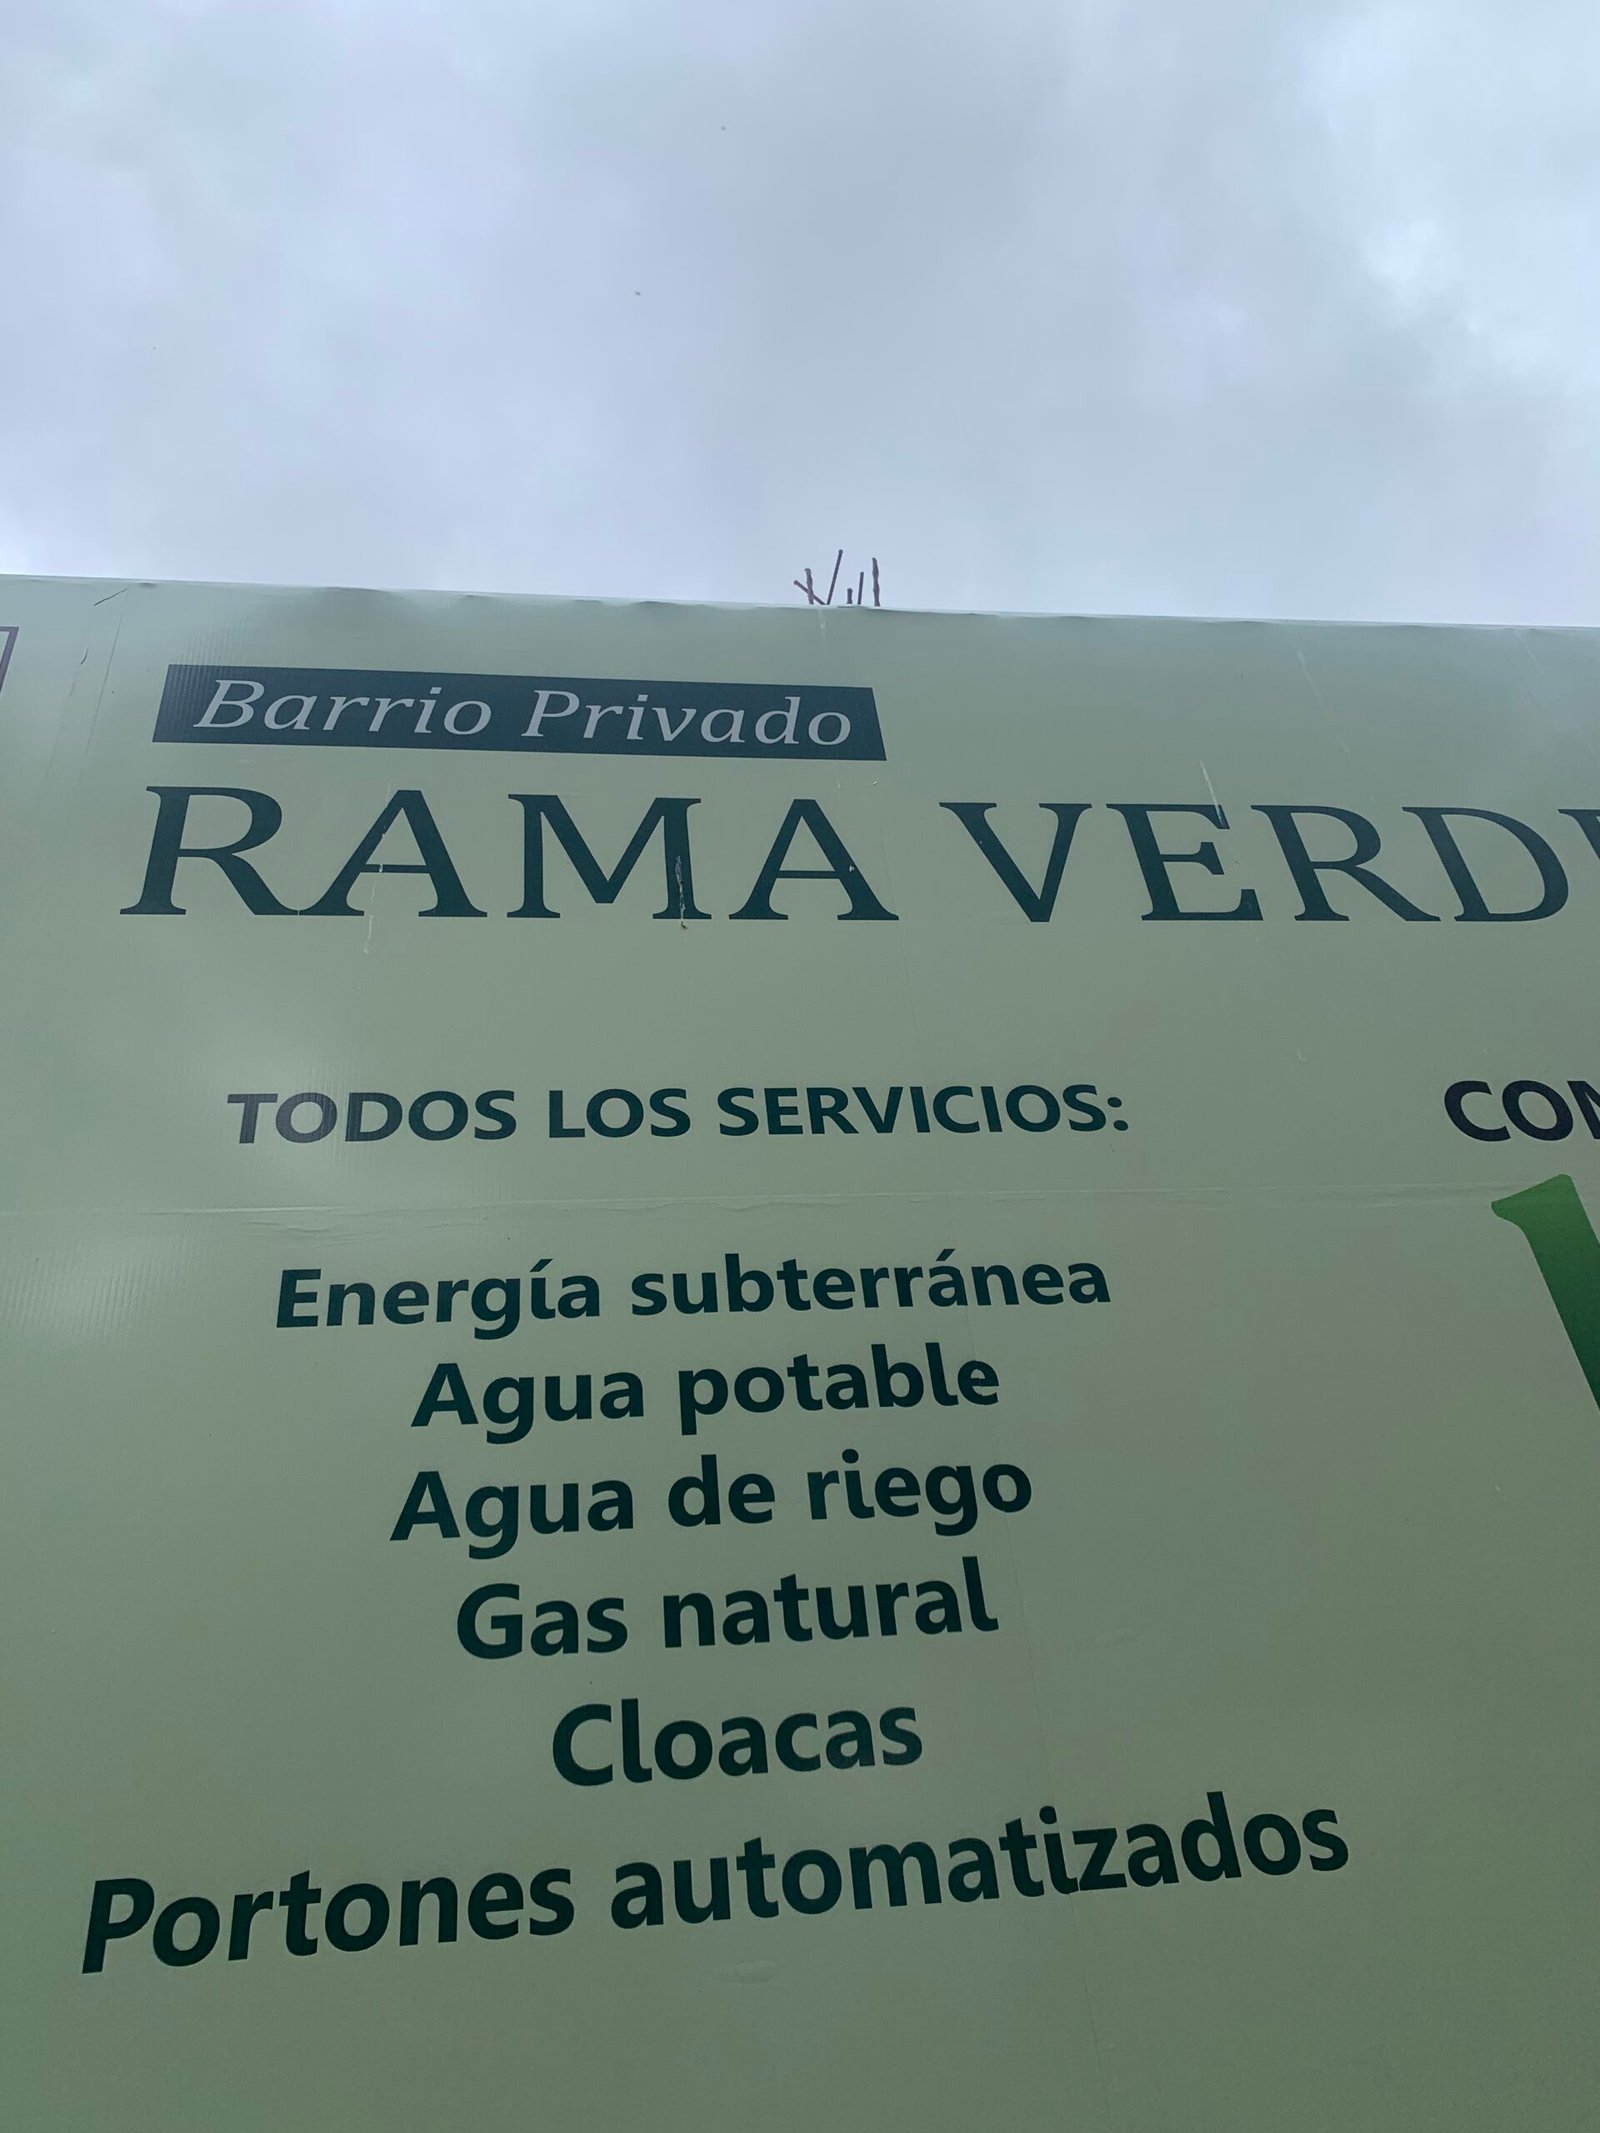 Barrio Privado
RAMA VERD
TODOS LOS SERVICIOS:
Energía subterránea
Agua potable
Agua de riego
Gas natural
Cloacas
Portones automatizados